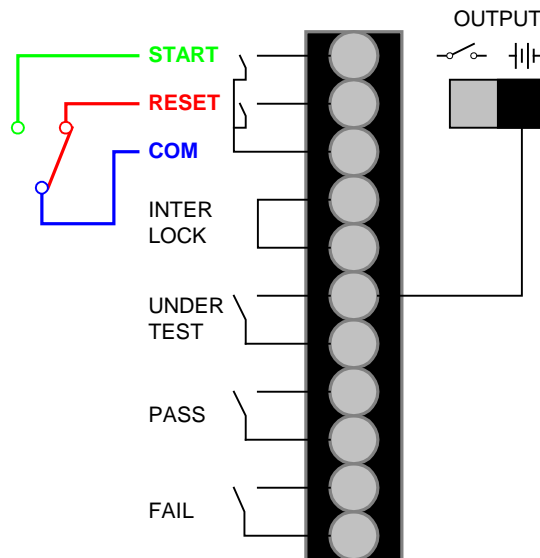 OUTPUT
START
RESET
COM
INTER
LOCK
UNDER
TEST
PASS
FAIL